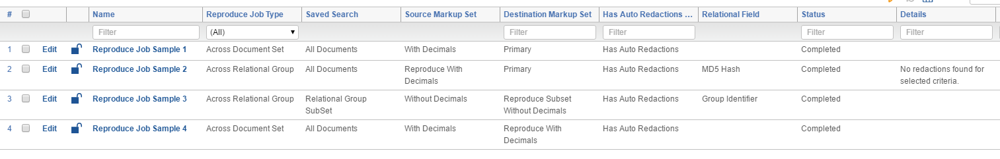 # Name Reproduce Job Type Saved Search Source Markup Set Destination Markup Set Has Auto Redactions ... Relational Field Status Details
Filter (All) Filter Filter Filter Filter
1 Edit Reproduce Job Sample 1 Across Document Set All Documents With Decimals Primary Has Auto Redactions Completed
2 Edit Reproduce Job Sample 2 Across Relational Group All Documents Reproduce With Primary Has Auto Redactions MD5 Hash Completed No redactions found for
Decimals selected criteria.
3 Edit Reproduce Job Sample 3 Across Relational Group Relational Group Without Decimals Reproduce Subset Has Auto Redactions Group Identifier Completed
SubSet Without Decimals
4 Edit Reproduce Job Sample 4 Across Document Set All Documents With Decimals Reproduce With Has Auto Redactions Completed
Decimals